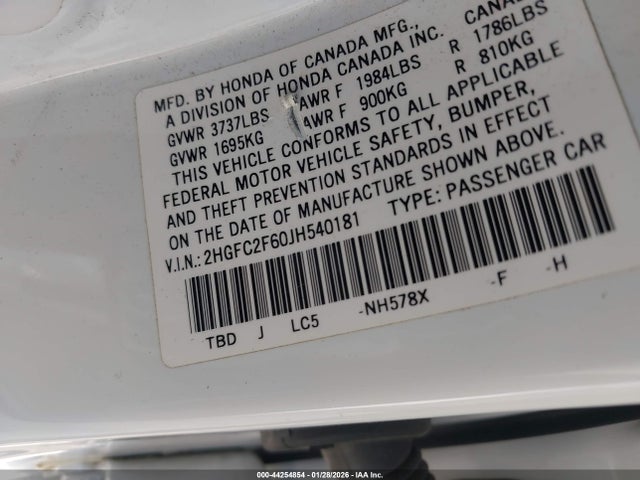 MFD. BY HONDA OF CANADA MFG.,
A DIVISION OF HONDA CANADA INC. CANAD
GVWR 3737LBS AWR F 1984LBS R 1786LBS
GVWR 1695KG AWR F 900KG R 810KG
THIS VEHICLE CONFORMS TO ALL APPLICABLE
FEDERAL MOTOR VEHICLE SAFETY, BUMPER,
AND THEFT PREVENTION STANDARDS IN EFFECT
ON THE DATE OF MANUFACTURE SHOWN ABOVE.
V.I.N.: 2HGFC2F60JH540181 TYPE: PASSENGER CAR
TBD J LC5 -NH578X -F -H
000-44254854 | 01/28/2026 - IAA Inc.